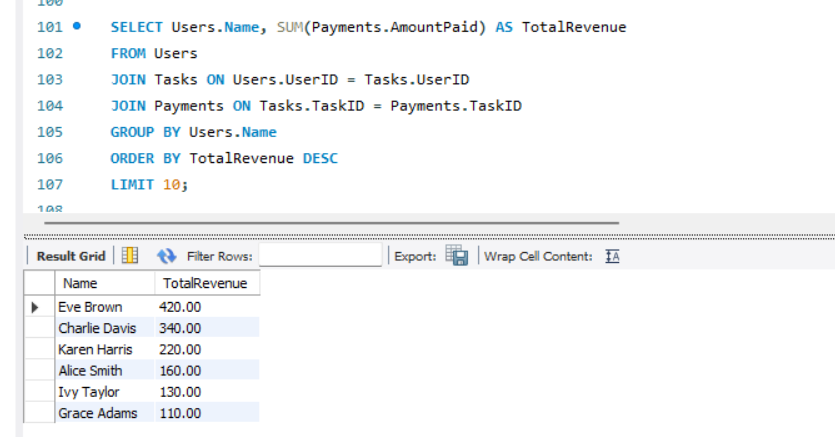 100
101 SELECT Users.Name, SUM(Payments.AmountPaid) AS TotalRevenue
102 FROM Users
103 JOIN Tasks ON Users.UserID = Tasks.UserID
104 JOIN Payments ON Tasks.TaskID = Payments.TaskID
105 GROUP BY Users.Name
106 ORDER BY TotalRevenue DESC
107 LIMIT 10;
108
Result Grid Filter Rows: Export: Wrap Cell Content: IA
Name TotalRevenue
Eve Brown 420.00
Charlie Davis 340.00
Karen Harris 220.00
Alice Smith 160.00
Ivy Taylor 130.00
Grace Adams 110.00